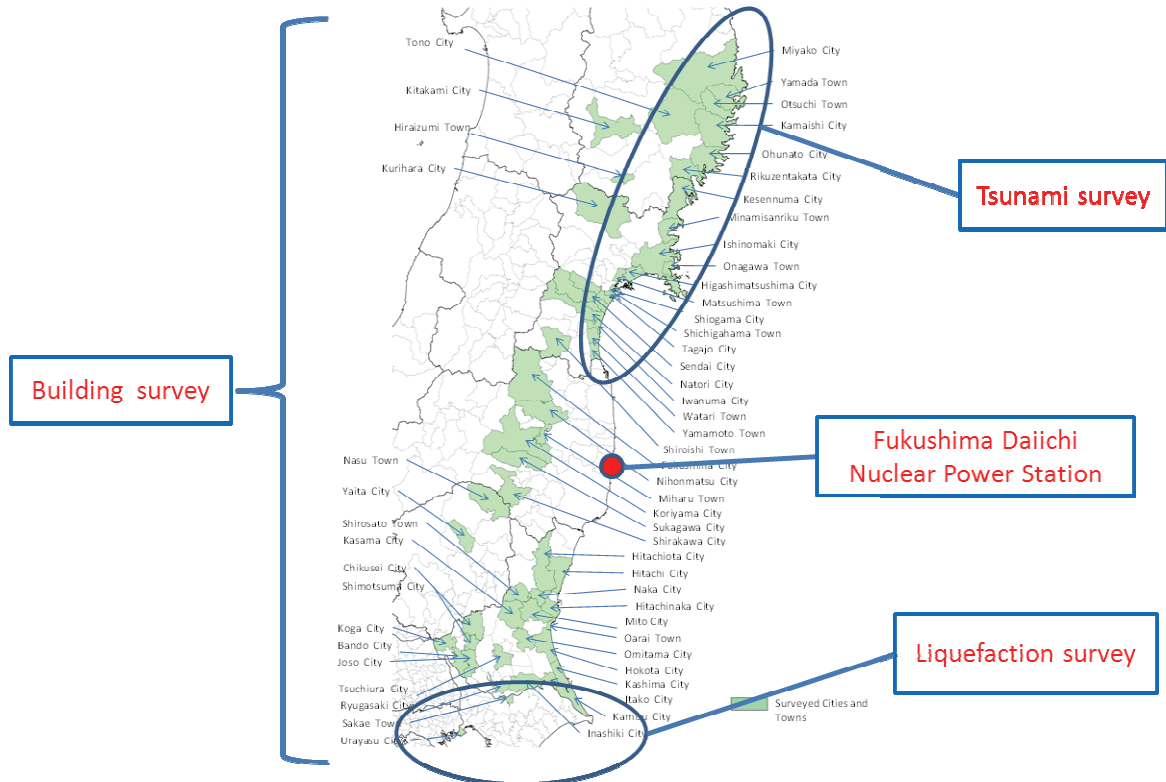 Tono City
Kitakami City
Hiraizumi Town
Kurihara City
Miyako City
Yamada Town
Otsuchi Town
Kamaishi City
Ohunato City
Rikuzentakata City
Kesennuma City
Minamisanriku Town
Ishinomaki City
Onagawa Town
Higashimatsushima City
Matsushima Town
Shiogama City
Shichigahama Town
Tagajo City
Sendai City
Natori City
Iwanuma City
Watari Town
Yamamoto Town
Shiroishi Town
Fukushima City
Nihonmatsu City
Miharu Town
Koriyama City
Sukagawa City
Shirakawa City
Tsunami survey
Building survey
Fukushima Daiichi
Nuclear Power Station
Nasu Town
Yaita City
Shirosato Town
Kasama City
Chikusei City
Shimotsuma City
Koga City
Bando City
Joso City
Tsuchiura City
Ryugasaki City
Sakae Town
Urayasu City
Hitachiota City
Hitachi City
Naka City
Hitachinaka City
Mito City
Oarai Town
Omitama City
Hokota City
Kashima City
Itako City
Kamisu City
Inashiki City
Liquefaction survey
Surveyed Cities and
Towns